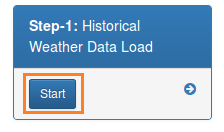 Step-1: Historical
Weather Data Load
Start